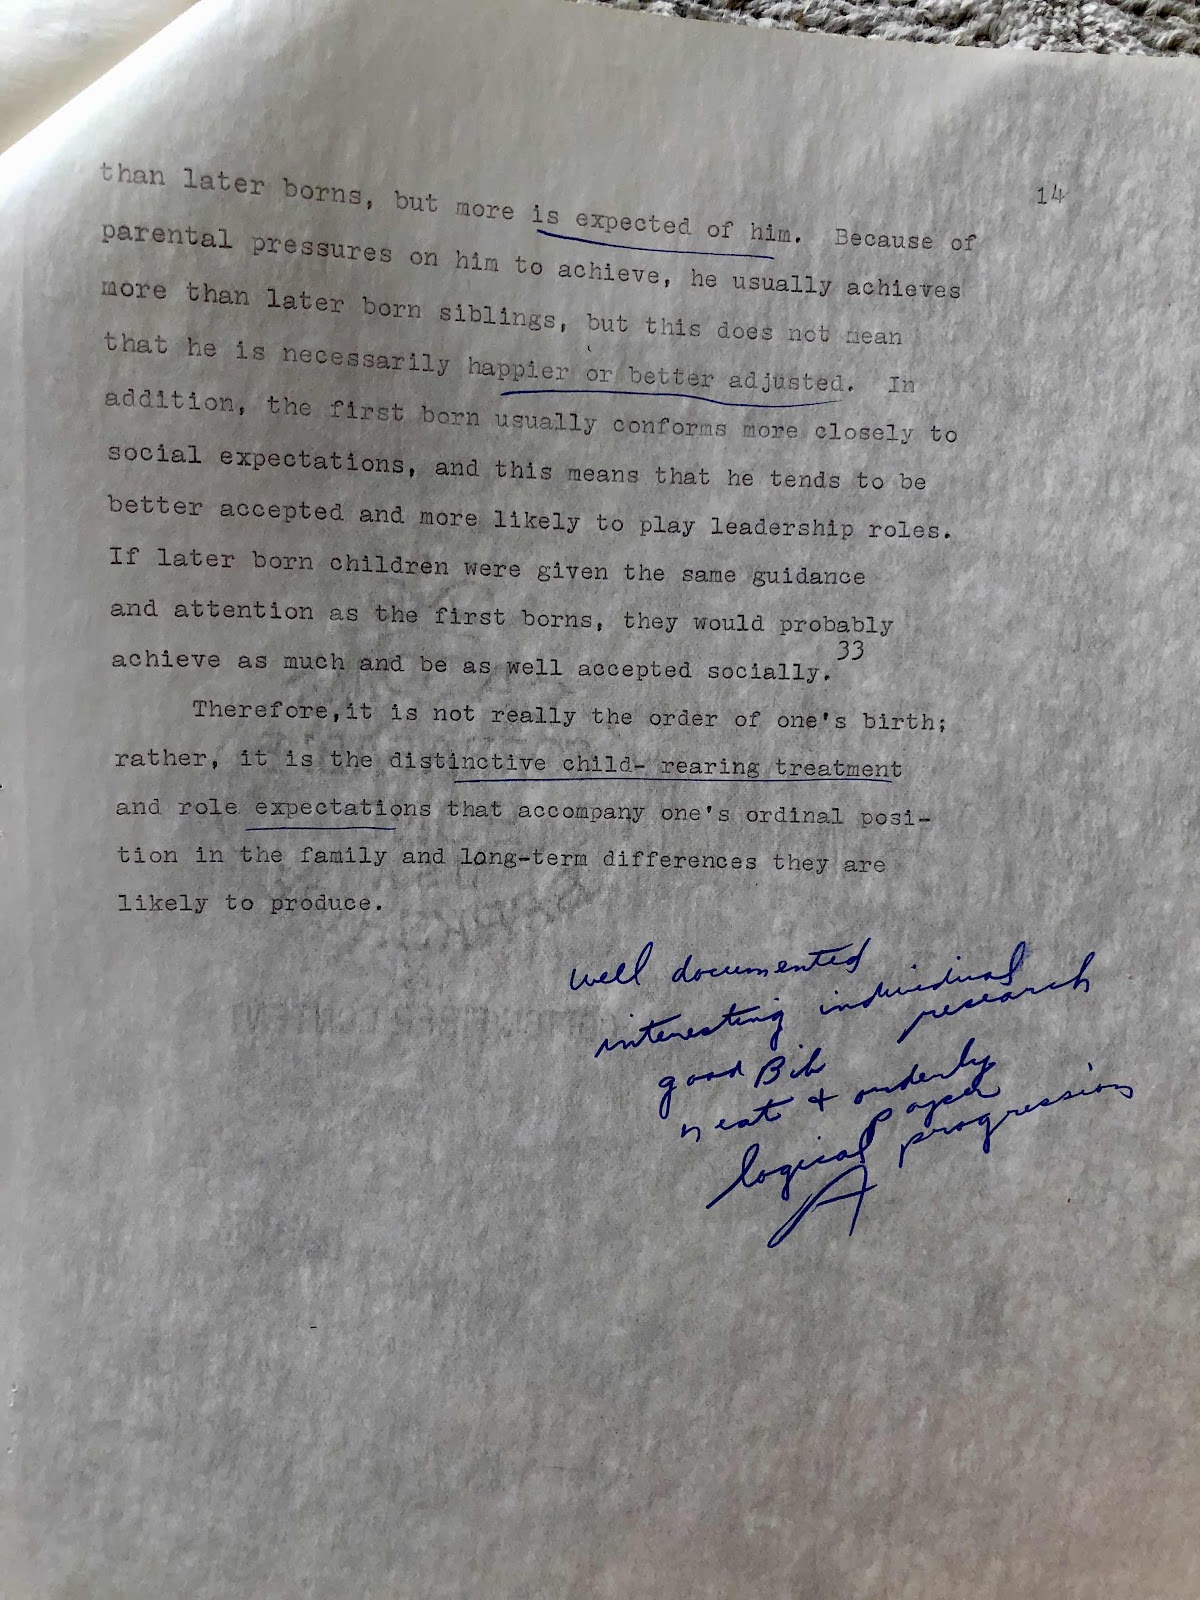 14
than later borns, but more is expected of him. Because of
parental pressures on him to achieve, he usually achieves
more than later born siblings, but this does not mean
that he is necessarily happier or better adjusted. In
addition, the first born usually conforms more closely to
social expectations, and this means that he tends to be
better accepted and more likely to play leadership roles.
If later born children were given the same guidance
and attention as the first borns, they would probably
achieve as much and be as well accepted socially.33
Therefore,it is not really the order of one's birth;
rather, it is the distinctive child- rearing treatment
and role expectations that accompany one's ordinal posi-
tion in the family and long-term differences they are
likely to produce.
well documented
interesting individual
research
good Bib
neat + orderly
paper
logical progression
A